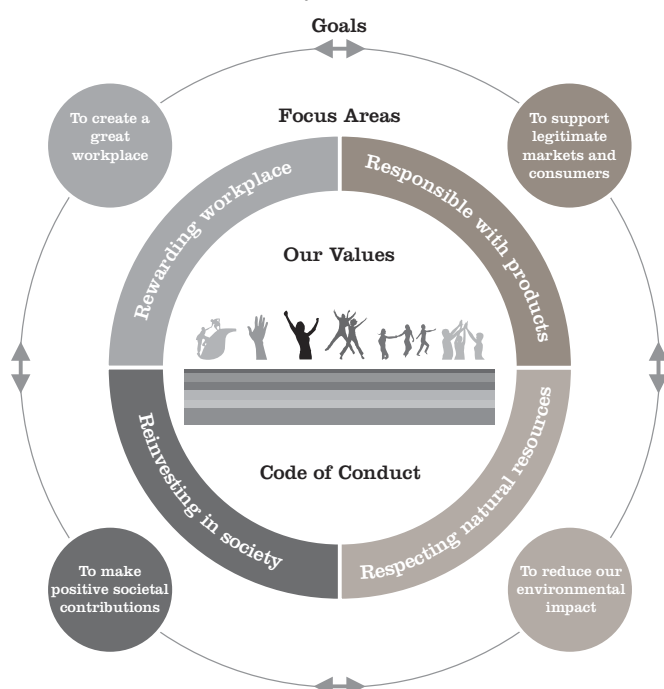 Goals
To create a
great
workplace
To support
legitimate
markets and
consumers
Focus Areas
Rewarding workplace
Responsible with products
Our Values
Code of Conduct
Reinvesting in society
Respecting natural resources
To make
positive societal
contributions
To reduce our
environmental
impact